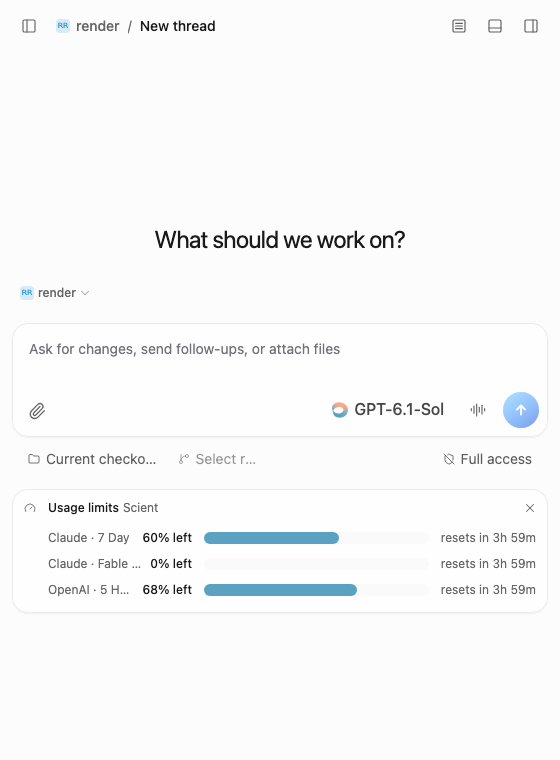 RR render / New thread
What should we work on?
RR render
Ask for changes, send follow-ups, or attach files
GPT-6.1-Sol
Current checko... Select r... Full access
Usage limits Scient
Claude · 7 Day 60% left resets in 3h 59m
Claude · Fable ... 0% left resets in 3h 59m
OpenAI · 5 H... 68% left resets in 3h 59m